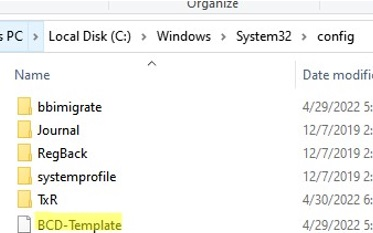 Organize
s PC > Local Disk (C:) > Windows > System32 > config
Name Date modifie
bbimigrate 4/29/2022 5:
Journal 12/7/2019 2:
RegBack 12/7/2019 2:
systemprofile 12/7/2019 2:
TxR 4/30/2022 6:
BCD-Template 4/29/2022 5: